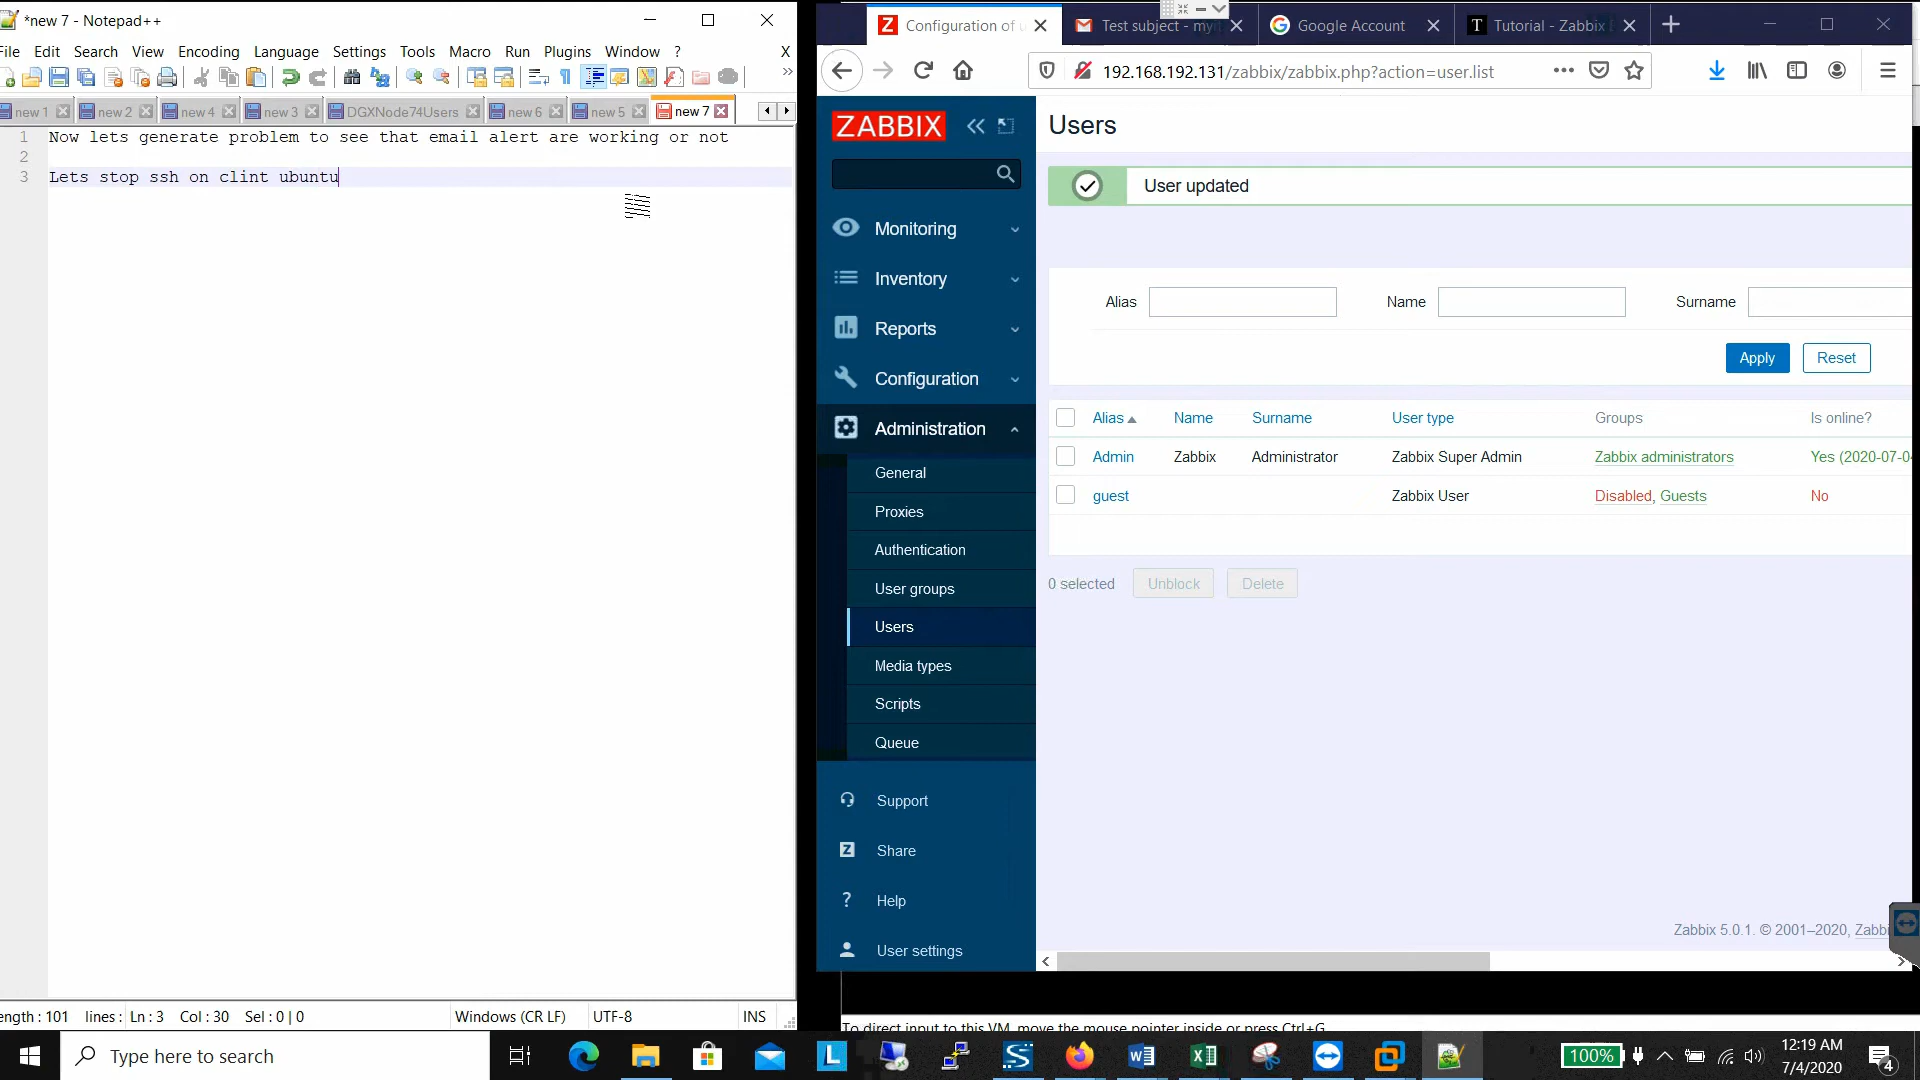 *new 7 - Notepad++
File Edit Search View Encoding Language Settings Tools Macro Run Plugins Window ? X
new 1 new 2 new 4 new 3 DGXNode74Users new 6 new 5 new 7
1 Now lets generate problem to see that email alert are working or not
2
3 Lets stop ssh on clint ubuntu
ength : 101 lines : Ln : 3 Col : 30 Sel : 0 | 0 Windows (CR LF) UTF-8 INS
Configuration of u Test subject - my Google Account Tutorial - Zabbix
192.168.192.131/zabbix/zabbix.php?action=user.list
ZABBIX
Monitoring
Inventory
Reports
Configuration
Administration
General
Proxies
Authentication
User groups
Users
Media types
Scripts
Queue
Support
Share
Help
User settings
Users
User updated
Alias Name Surname
Apply Reset
Alias Name Surname User type Groups Is online?
Admin Zabbix Administrator Zabbix Super Admin Zabbix administrators Yes (2020-07-04
guest Zabbix User Disabled, Guests No
0 selected Unblock Delete
Zabbix 5.0.1. © 2001–2020, Zabbi
To direct input to this VM, move the mouse pointer inside or press Ctrl+G
Type here to search
100%
12:19 AM
7/4/2020
4